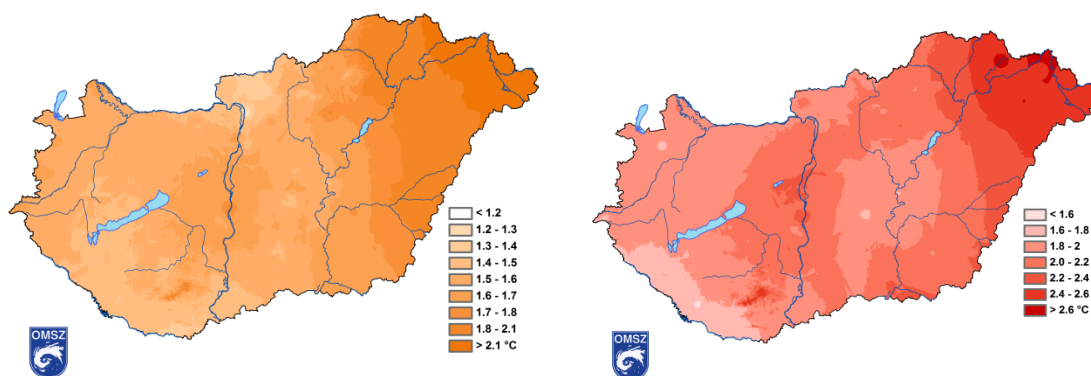 < 1.2
1.2 - 1.3
1.3 - 1.4
1.4 - 1.5
1.5 - 1.6
1.6 - 1.7
1.7 - 1.8
1.8 - 2.1
> 2.1 °C
OMSZ
< 1.6
1.6 - 1.8
1.8 - 2
2.0 - 2.2
2.2 - 2.4
2.4 - 2.6
> 2.6 °C
OMSZ